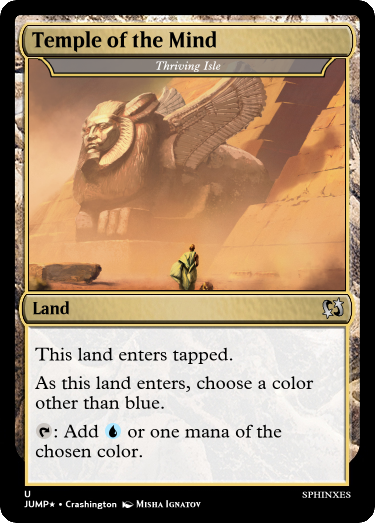 Temple of the Mind
Thriving Isle
Land
This land enters tapped.
As this land enters, choose a color
other than blue.
: Add or one mana of the
chosen color.
U
JUMP★ • Crashington Misha Ignatov
SPHINXES